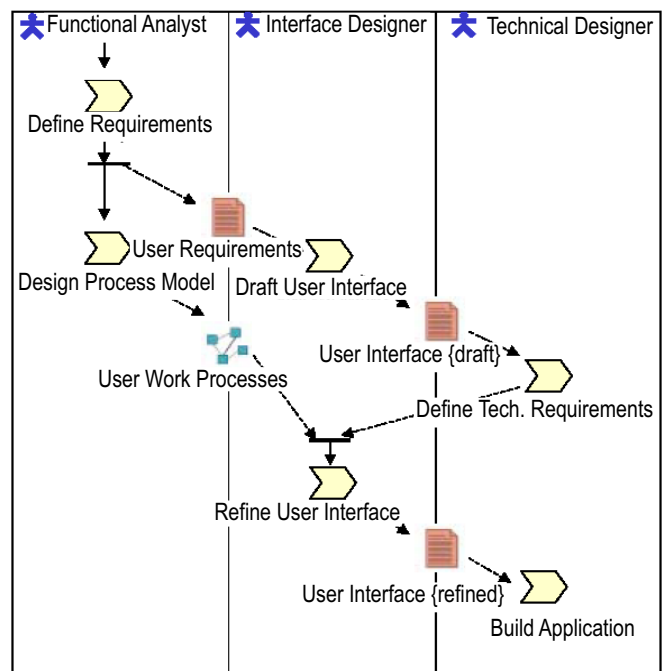 Functional Analyst
Interface Designer
Technical Designer
Define Requirements
User Requirements
Design Process Model
Draft User Interface
User Interface {draft}
User Work Processes
Define Tech. Requirements
Refine User Interface
User Interface {refined}
Build Application